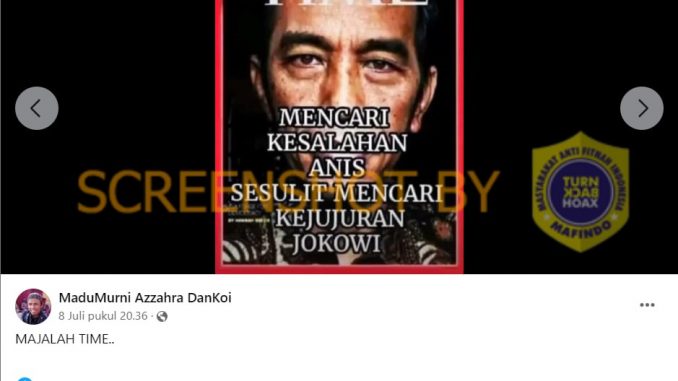 TIME
MENCARI
KESALAHAN
ANIS
SESULIT MENCARI
KEJUJURAN
-JOKOWI
SCREENSHOT BY
MASYARAKAT ANTI FITNAH INDONESIA
TURN
BACK
HOAX
MAFINDO
MaduMurni Azzahra DanKoi
8 Juli pukul 20.36 ·
MAJALAH TIME..